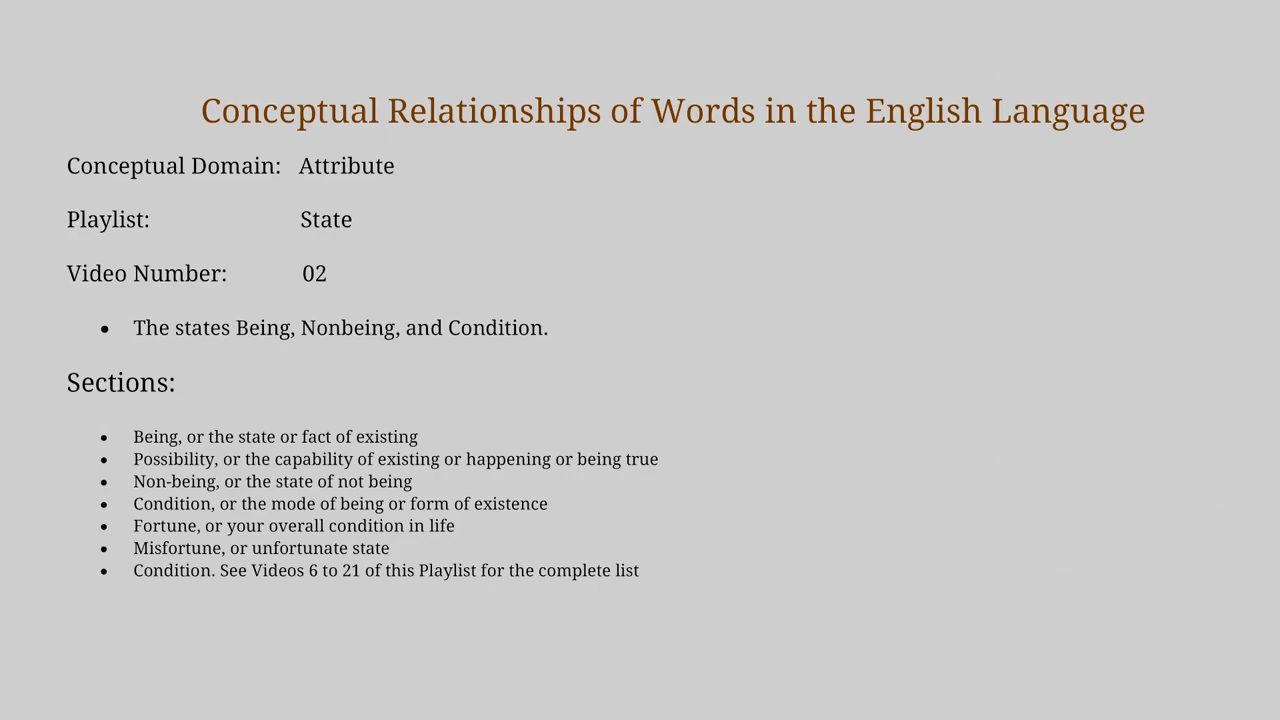 Conceptual Relationships of Words in the English Language
Conceptual Domain: Attribute
Playlist: State
Video Number: 02
• The states Being, Nonbeing, and Condition.
Sections:
• Being, or the state or fact of existing
• Possibility, or the capability of existing or happening or being true
• Non-being, or the state of not being
• Condition, or the mode of being or form of existence
• Fortune, or your overall condition in life
• Misfortune, or unfortunate state
• Condition. See Videos 6 to 21 of this Playlist for the complete list